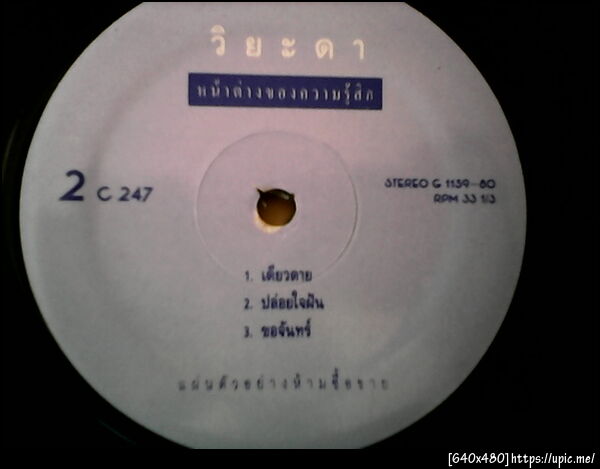 วิยะดา
หน้าต่างของความรู้สึก
2 C 247
STEREO G 1139-80
RPM 33 1/3
1. เดียวดาย
2. ปล่อยใจฝัน
3. ขอจันทร์
แผ่นตัวอย่างห้ามซื้อขาย
[640x480]https://upic.me/